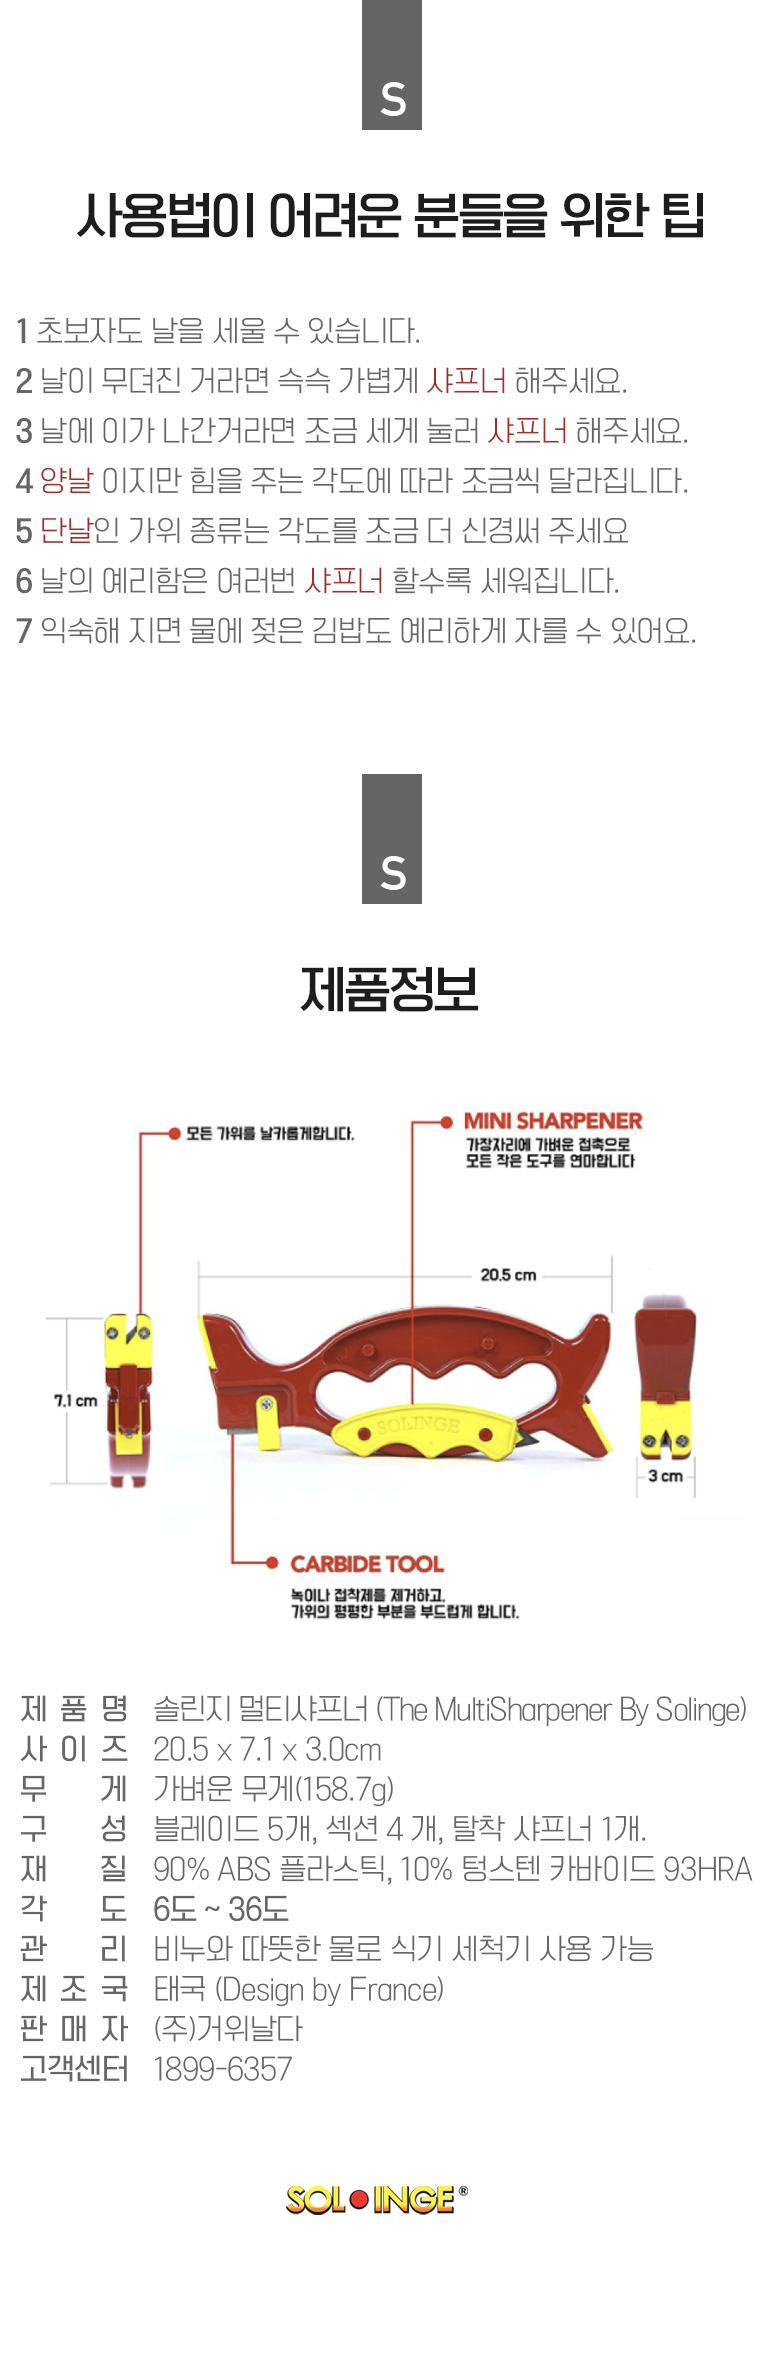 S
사용법이 어려운 분들을 위한 팁
1 초보자도 날을 세울 수 있습니다.
2 날이 무뎌진 거라면 슥슥 가볍게 샤프너 해주세요.
3 날에 이가 나간거라면 조금 세게 눌러 샤프너 해주세요.
4 양날 이지만 힘을 주는 각도에 따라 조금씩 달라집니다.
5 단날인 가위 종류는 각도를 조금 더 신경써 주세요
6 날의 예리함은 여러번 샤프너 할수록 세워집니다.
7 익숙해 지면 물에 젖은 김밥도 예리하게 자를 수 있어요.
S
제품정보
모든 가위를 날카롭게합니다.
MINI SHARPENER
가장자리에 가벼운 접촉으로
모든 작은 도구를 연마합니다
20.5 cm
7.1 cm
SOLINGE
3 cm
CARBIDE TOOL
녹이나 접착제를 제거하고,
가위의 평평한 부분을 부드럽게 합니다.
제품명 솔린지 멀티샤프너 (The MultiSharpener By Solinge)
사이즈 20.5 x 7.1 x 3.0cm
무게 가벼운 무게(158.7g)
구성 블레이드 5개, 섹션 4 개, 탈착 샤프너 1개.
재질 90% ABS 플라스틱, 10% 텅스텐 카바이드 93HRA
각도 6도 ~ 36도
관리 비누와 따뜻한 물로 식기 세척기 사용 가능
제조국 태국 (Design by France)
판매자 (주)거위날다
고객센터 1899-6357
SOLINGE®